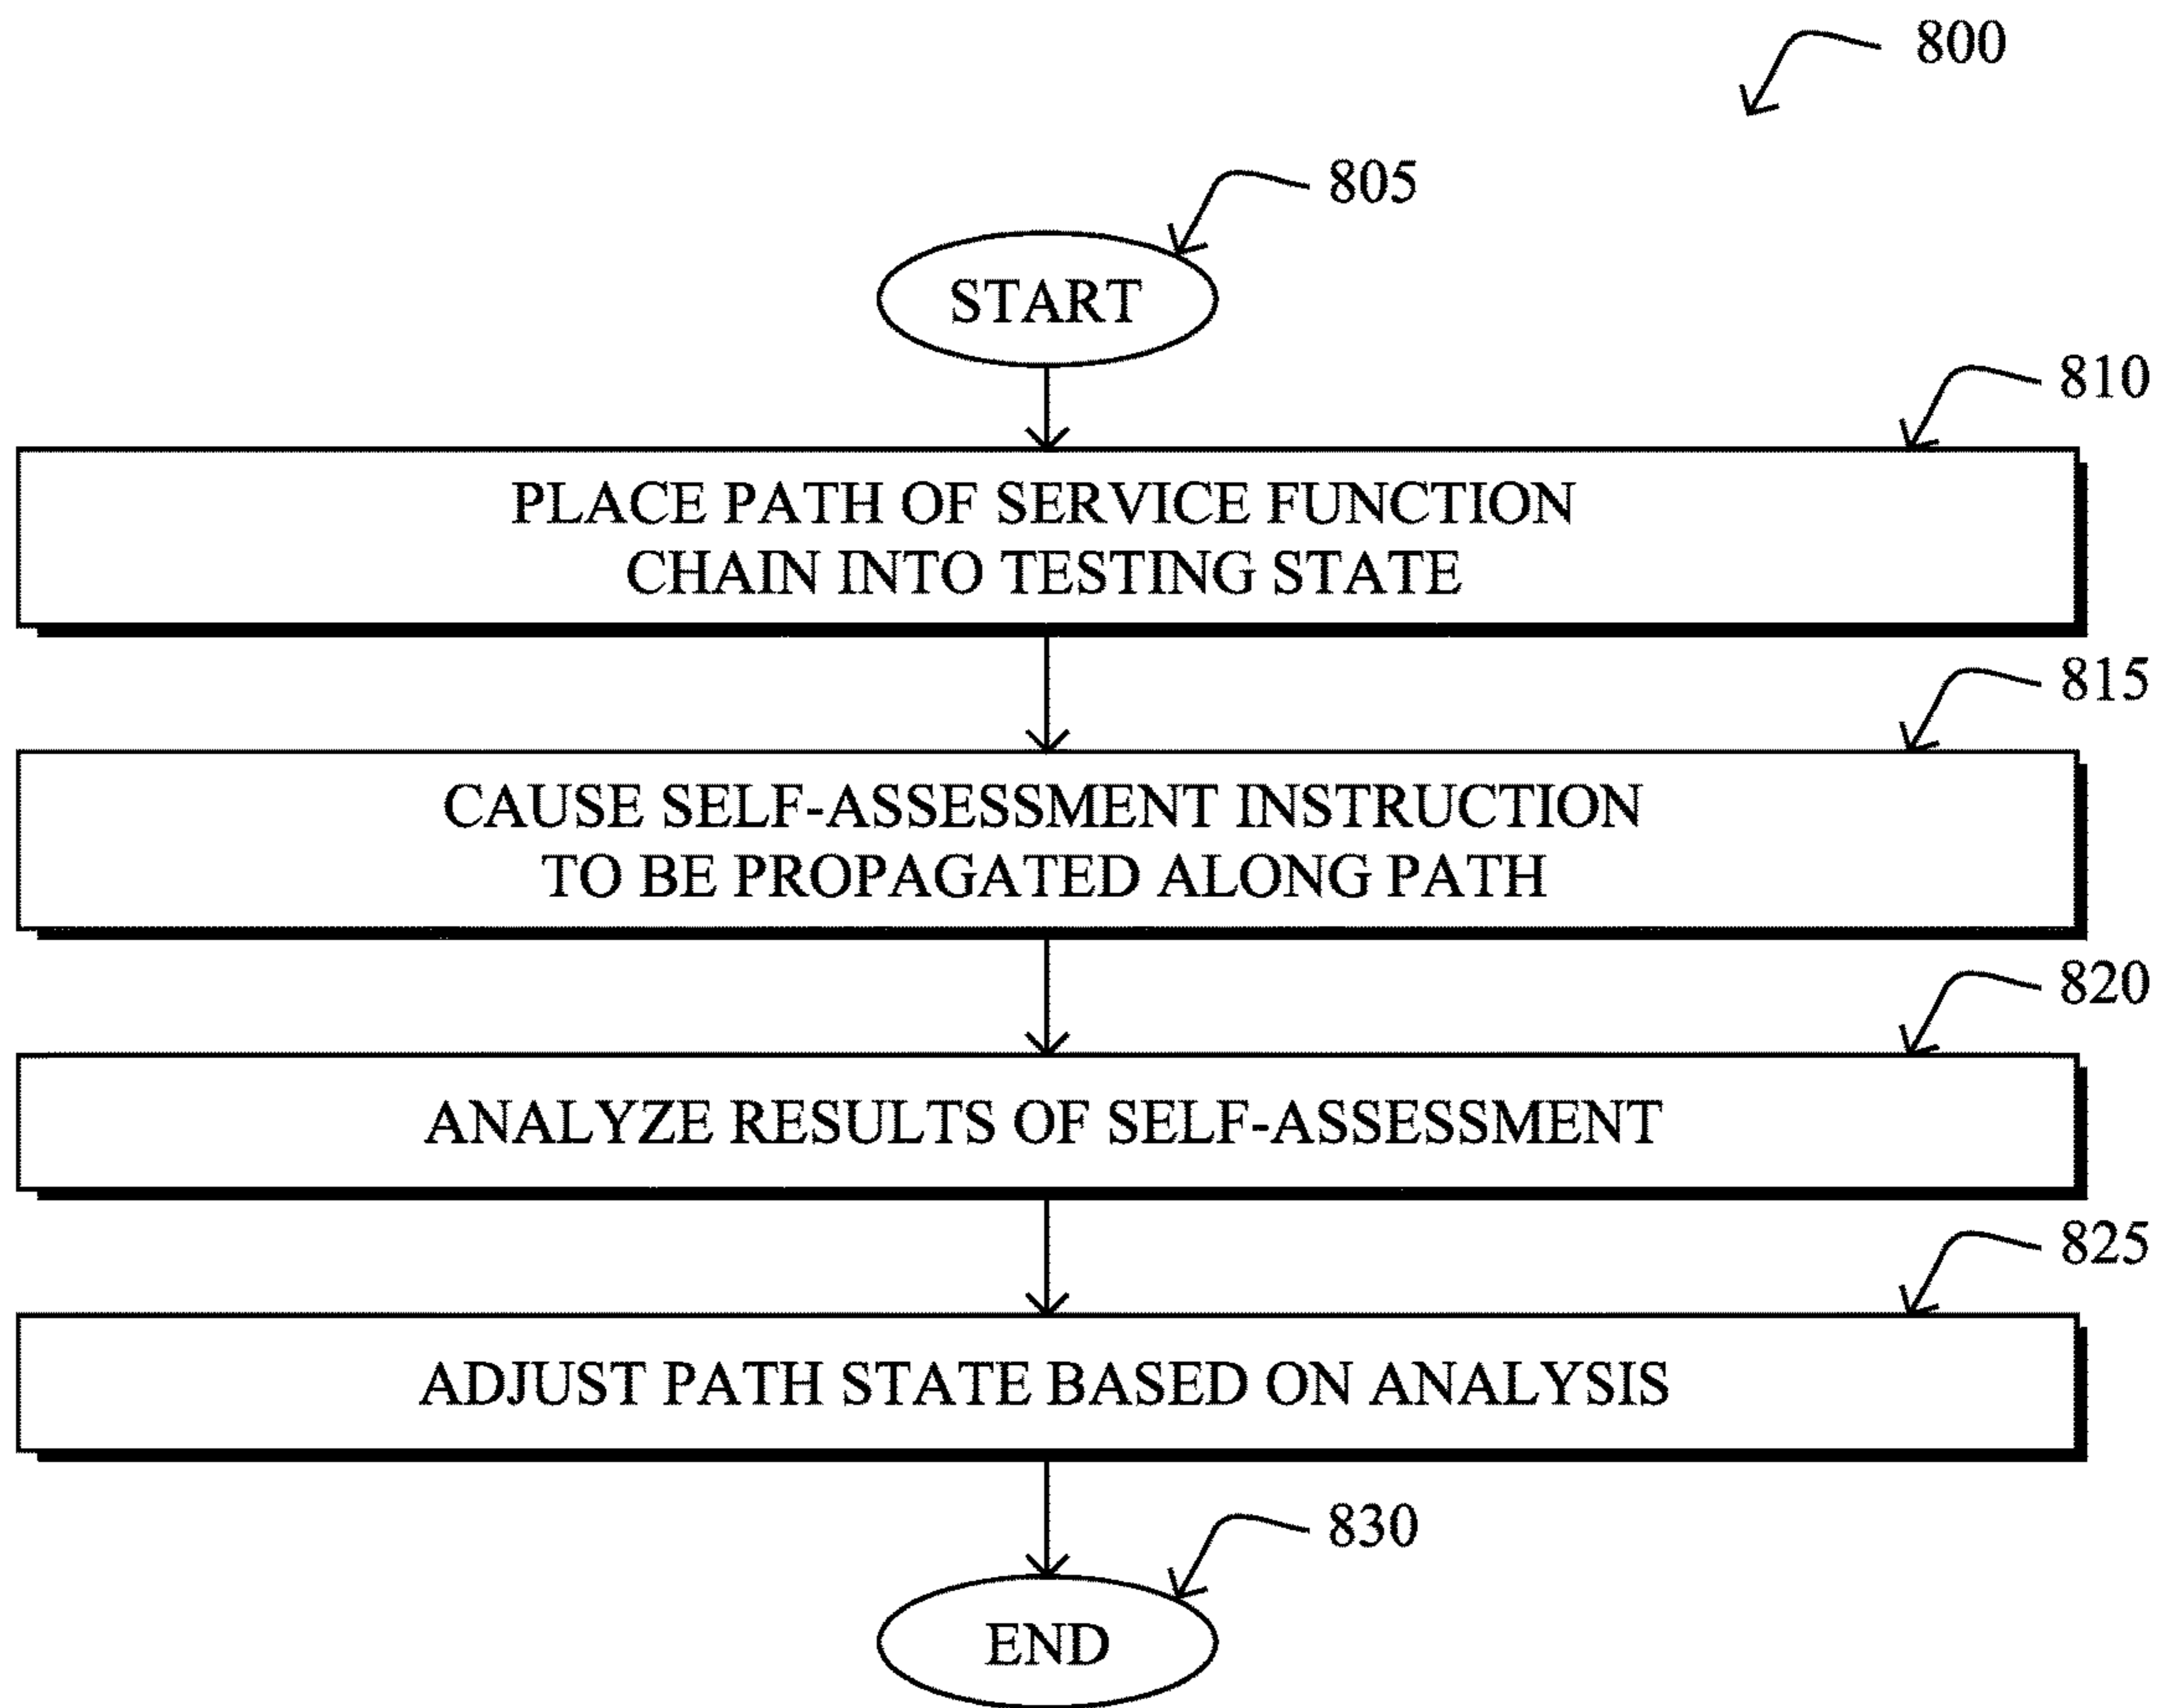 800
805
START
810
PLACE PATH OF SERVICE FUNCTION
CHAIN INTO TESTING STATE
815
CAUSE SELF-ASSESSMENT INSTRUCTION
TO BE PROPAGATED ALONG PATH
820
ANALYZE RESULTS OF SELF-ASSESSMENT
825
ADJUST PATH STATE BASED ON ANALYSIS
830
END